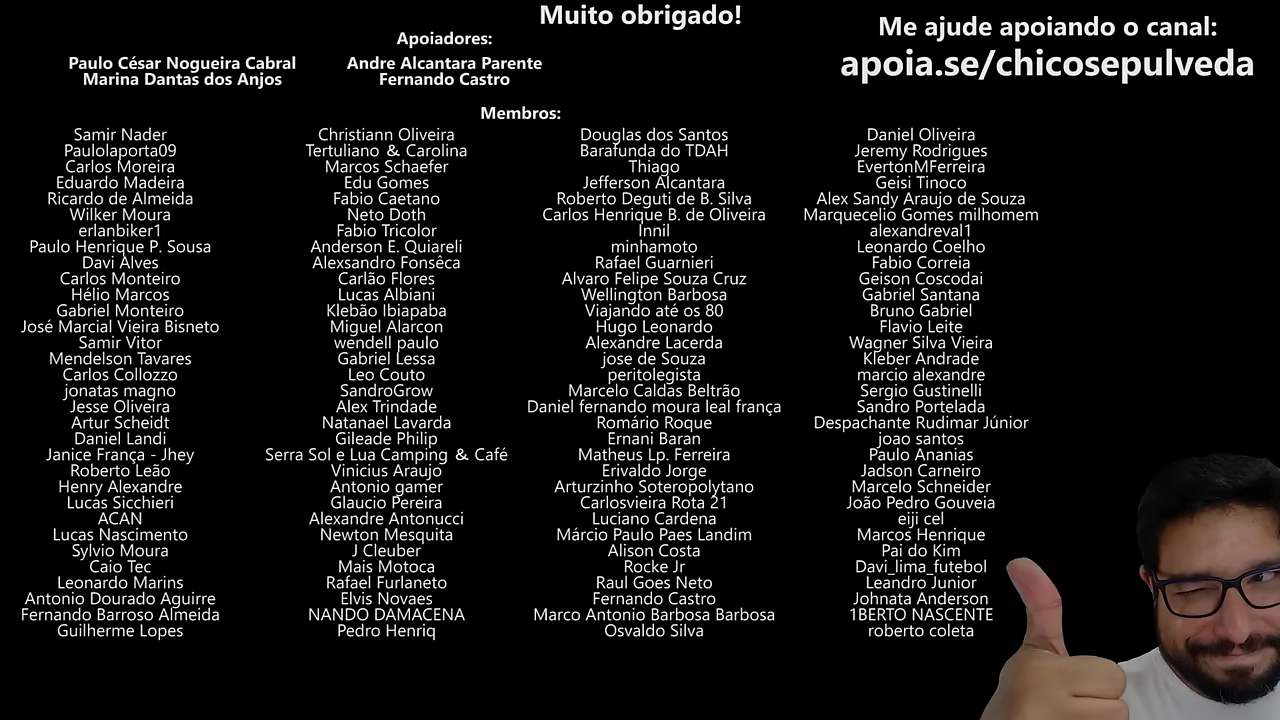 Muito obrigado!
Me ajude apoiando o canal:
apoia.se/chicosepulveda
Apoiadores:
Paulo César Nogueira Cabral
Marina Dantas dos Anjos
Andre Alcantara Parente
Fernando Castro
Membros:
Samir Nader
Paulolaporta09
Carlos Moreira
Eduardo Madeira
Ricardo de Almeida
Wilker Moura
erlanbiker1
Paulo Henrique P. Sousa
Davi Alves
Carlos Monteiro
Hélio Marcos
Gabriel Monteiro
José Marcial Vieira Bisneto
Samir Vitor
Mendelson Tavares
Carlos Collozzo
jonatas magno
Jesse Oliveira
Artur Scheidt
Daniel Landi
Janice França - Jhey
Roberto Leão
Henry Alexandre
Lucas Sicchieri
ACAN
Lucas Nascimento
Sylvio Moura
Caio Tec
Leonardo Marins
Antonio Dourado Aguirre
Fernando Barroso Almeida
Guilherme Lopes
Christiann Oliveira
Tertuliano & Carolina
Marcos Schaefer
Edu Gomes
Fabio Caetano
Neto Doth
Fabio Tricolor
Anderson E. Quiareli
Alexsandro Fonsêca
Carlão Flores
Lucas Albiani
Klebão Ibiapaba
Miguel Alarcon
wendell paulo
Gabriel Lessa
Leo Couto
SandroGrow
Alex Trindade
Natanael Lavarda
Gileade Philip
Serra Sol e Lua Camping & Café
Vinicius Araujo
Antonio gamer
Glaucio Pereira
Alexandre Antonucci
Newton Mesquita
J Cleuber
Mais Motoca
Rafael Furlaneto
Elvis Novaes
NANDO DAMACENA
Pedro Henriq
Douglas dos Santos
Barafunda do TDAH
Thiago
Jefferson Alcantara
Roberto Deguti de B. Silva
Carlos Henrique B. de Oliveira
Innil
minhamoto
Rafael Guarnieri
Alvaro Felipe Souza Cruz
Wellington Barbosa
Viajando até os 80
Hugo Leonardo
Alexandre Lacerda
jose de Souza
peritolegista
Marcelo Caldas Beltrão
Daniel fernando moura leal frança
Romário Roque
Ernani Baran
Matheus Lp. Ferreira
Erivaldo Jorge
Arturzinho Soteropolytano
Carlosvieira Rota 21
Luciano Cardena
Márcio Paulo Paes Landim
Alison Costa
Rocke Jr
Raul Goes Neto
Fernando Castro
Marco Antonio Barbosa Barbosa
Osvaldo Silva
Daniel Oliveira
Jeremy Rodrigues
EvertonMFerreira
Geisi Tinoco
Alex Sandy Araujo de Souza
Marquecelio Gomes milhomem
alexandreval1
Leonardo Coelho
Fabio Correia
Geison Coscodai
Gabriel Santana
Bruno Gabriel
Flavio Leite
Wagner Silva Vieira
Kleber Andrade
marcio alexandre
Sergio Gustinelli
Sandro Portelada
Despachante Rudimar Júnior
joao santos
Paulo Ananias
Jadson Carneiro
Marcelo Schneider
João Pedro Gouveia
eiji cel
Marcos Henrique
Pai do Kim
Davi_lima_futebol
Leandro Junior
Johnata Anderson
1BERTO NASCENTE
roberto coleta